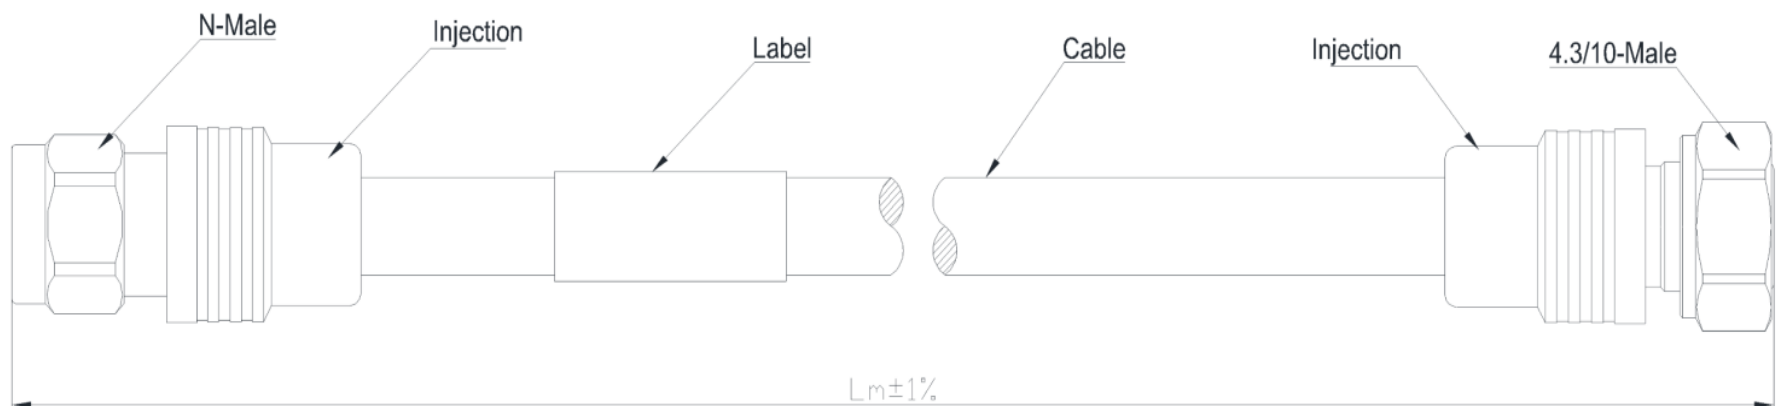 N-Male
Injection
Label
Cable
Injection
4.3/10-Male
Lm±1%